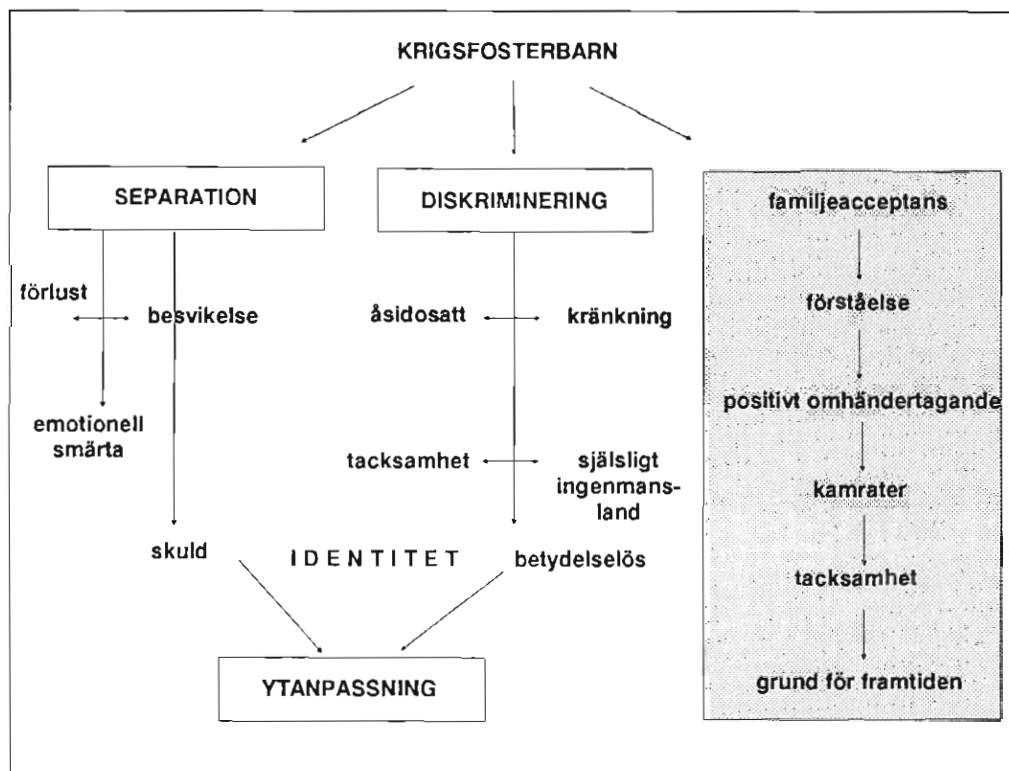 KRIGSFOSTERBARN
SEPARATION
DISKRIMINERING
förlust
besvikelse
emotionell
smärta
skuld
åsidosatt
kränkning
tacksamhet
själsligt
ingenmans-
land
IDENTITET
betydelselös
YTANPASSNING
familjeacceptans
förståelse
positivt omhändertagande
kamrater
tacksamhet
grund för framtiden